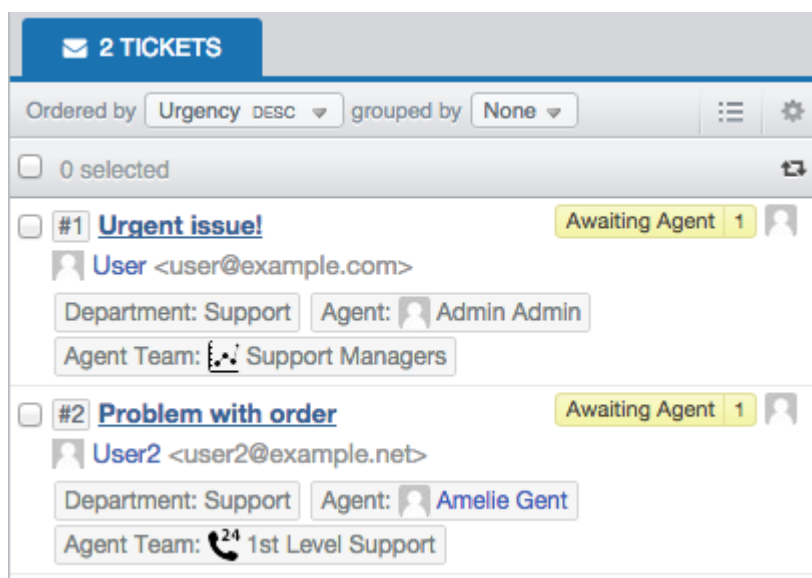 2 TICKETS
Ordered by Urgency DESC grouped by None
0 selected
#1 Urgent issue! Awaiting Agent 1
User <user@example.com>
Department: Support Agent: Admin Admin
Agent Team: Support Managers
#2 Problem with order Awaiting Agent 1
User2 <user2@example.net>
Department: Support Agent: Amelie Gent
Agent Team: 24 1st Level Support